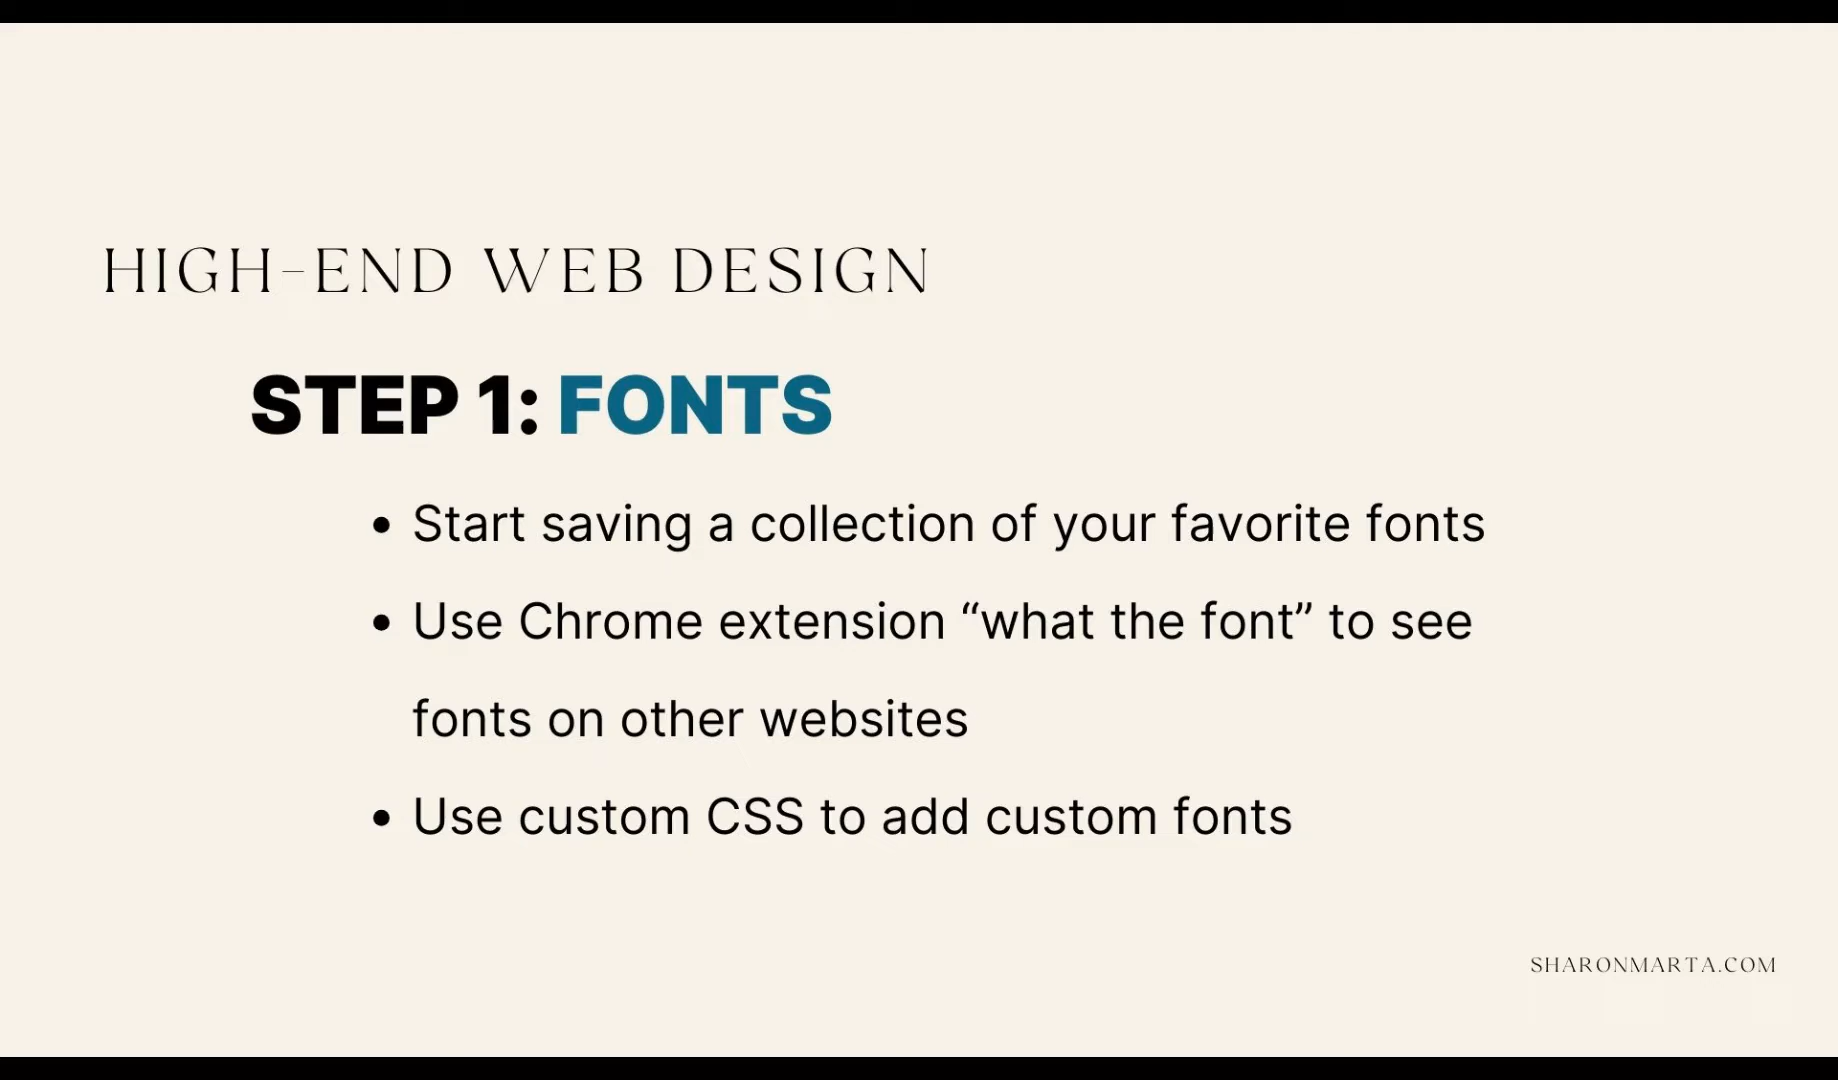 HIGH-END WEB DESIGN
STEP 1: FONTS
• Start saving a collection of your favorite fonts
• Use Chrome extension “what the font” to see
fonts on other websites
• Use custom CSS to add custom fonts
SHARONMARTA.COM